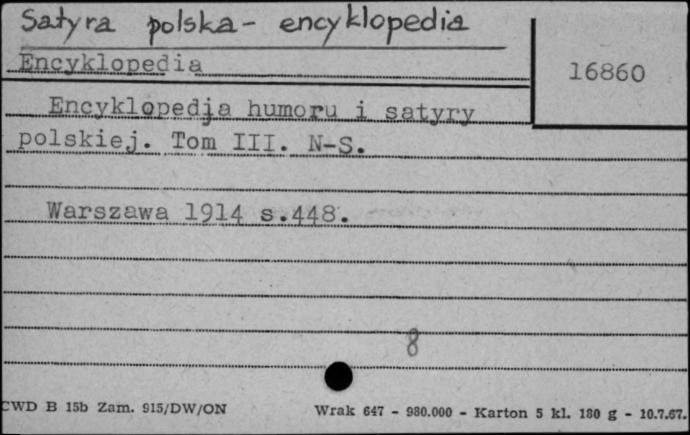 Satyra polska - encyklopedia
Encyklopedia
16860
Encyklopedja humoru i satyry
polskiej. Tom III. N-S.
Warszawa 1914 s.448.
8
CWD B 15b Zam. 915/DW/ON
Wrak 647 - 980.000 - Karton 5 kl. 180 g - 10.7.67.